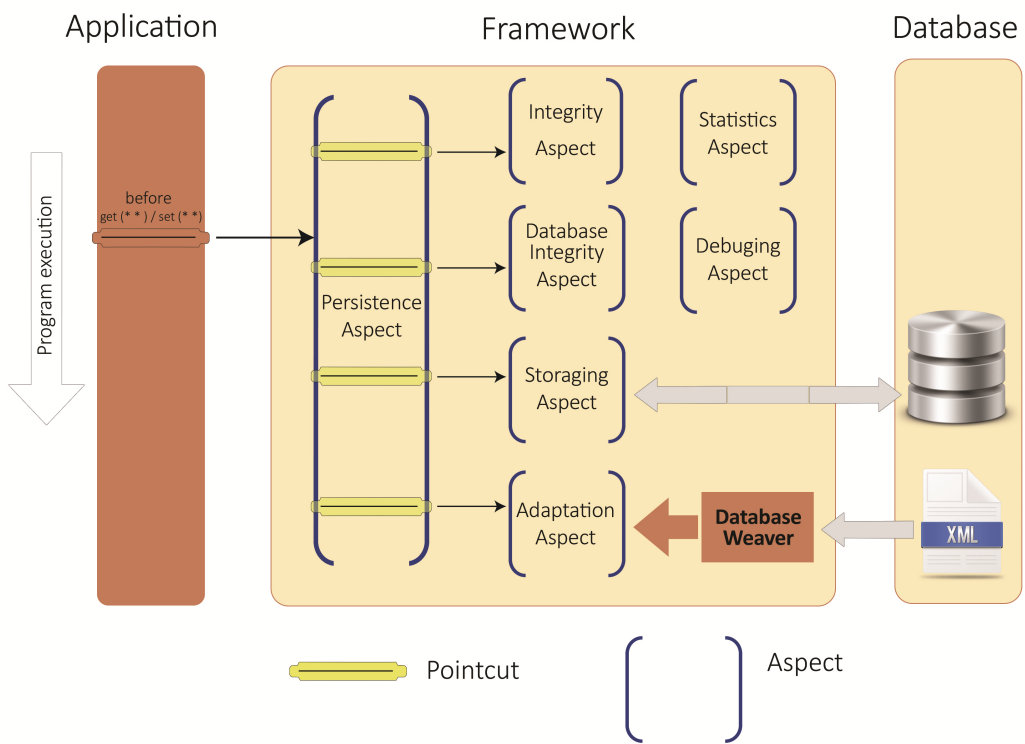 Application
Framework
Database
Program execution
before
get (* * ) / set (* *)
Persistence
Aspect
Integrity
Aspect
Statistics
Aspect
Database
Integrity
Aspect
Debuging
Aspect
Storaging
Aspect
Adaptation
Aspect
Database
Weaver
XML
Pointcut
Aspect